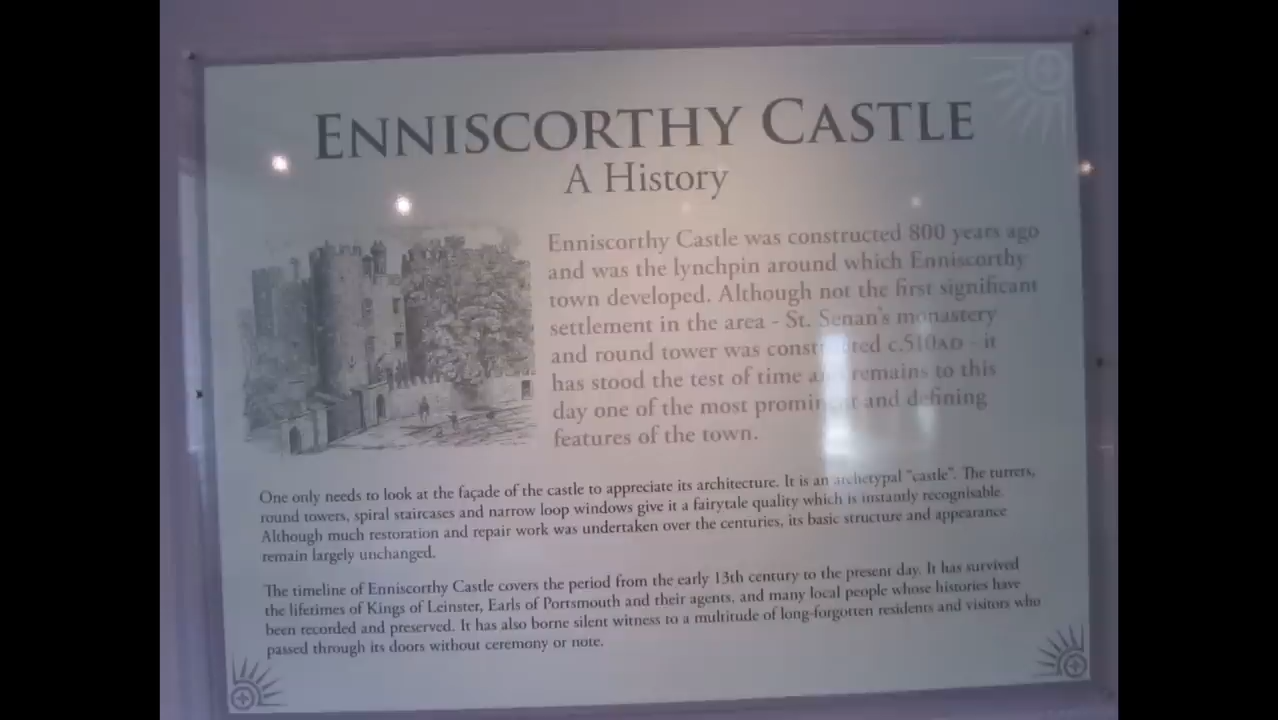 ENNISCORTHY CASTLE
A History
Enniscorthy Castle was constructed 800 years ago
and was the lynchpin around which Enniscorthy
town developed. Although not the first significant
settlement in the area - St. Senan's monastery
and round tower was constructed c.510AD - it
has stood the test of time and remains to this
day one of the most prominent and defining
features of the town.
One only needs to look at the façade of the castle to appreciate its architecture. It is an archetypal "castle". The turrets,
round towers, spiral staircases and narrow loop windows give it a fairytale quality which is instantly recognisable.
Although much restoration and repair work was undertaken over the centuries, its basic structure and appearance
remain largely unchanged.
The timeline of Enniscorthy Castle covers the period from the early 13th century to the present day. It has survived
the lifetimes of Kings of Leinster, Earls of Portsmouth and their agents, and many local people whose histories have
been recorded and preserved. It has also borne silent witness to a multitude of long-forgotten residents and visitors who
passed through its doors without ceremony or note.